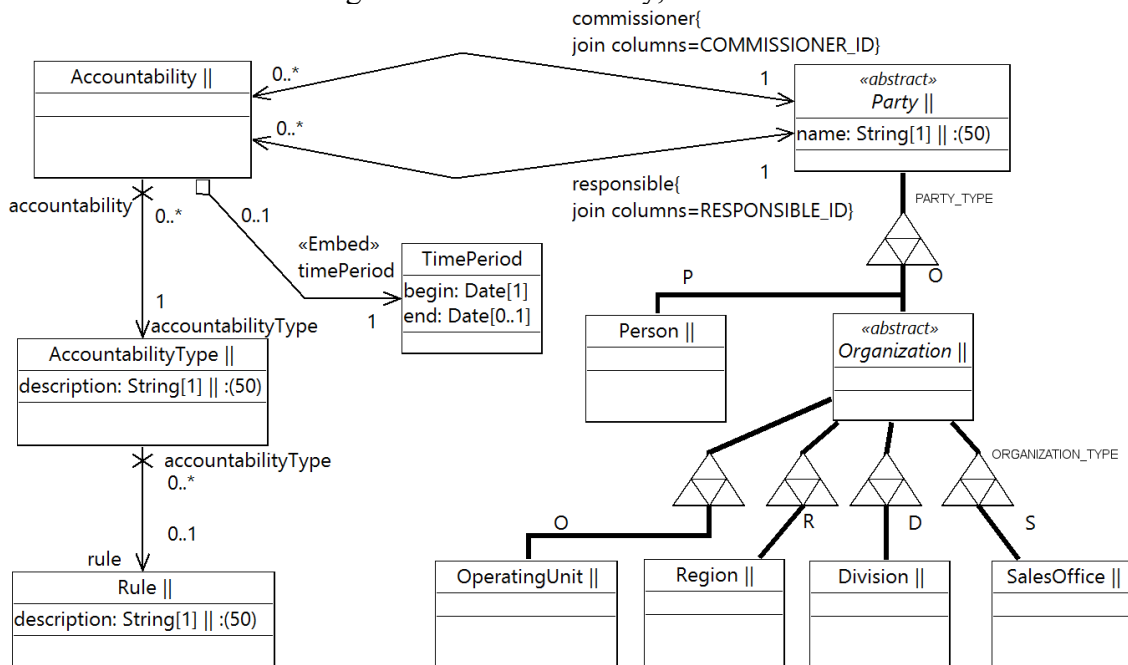 commissioner{
join columns=COMMISSIONER_ID}
Accountability ||
0..*
1
«abstract»
Party ||
name: String[1] || :(50)
0..*
1
responsible{
join columns=RESPONSIBLE_ID}
PARTY_TYPE
accountability
0..*
0..1
«Embed»
timePeriod
1
TimePeriod
begin: Date[1]
end: Date[0..1]
P
O
1
accountabilityType
Person ||
«abstract»
Organization ||
AccountabilityType ||
description: String[1] || :(50)
accountabilityType
0..*
0..1
rule
ORGANIZATION_TYPE
O
R
D
S
OperatingUnit ||
Region ||
Division ||
SalesOffice ||
Rule ||
description: String[1] || :(50)